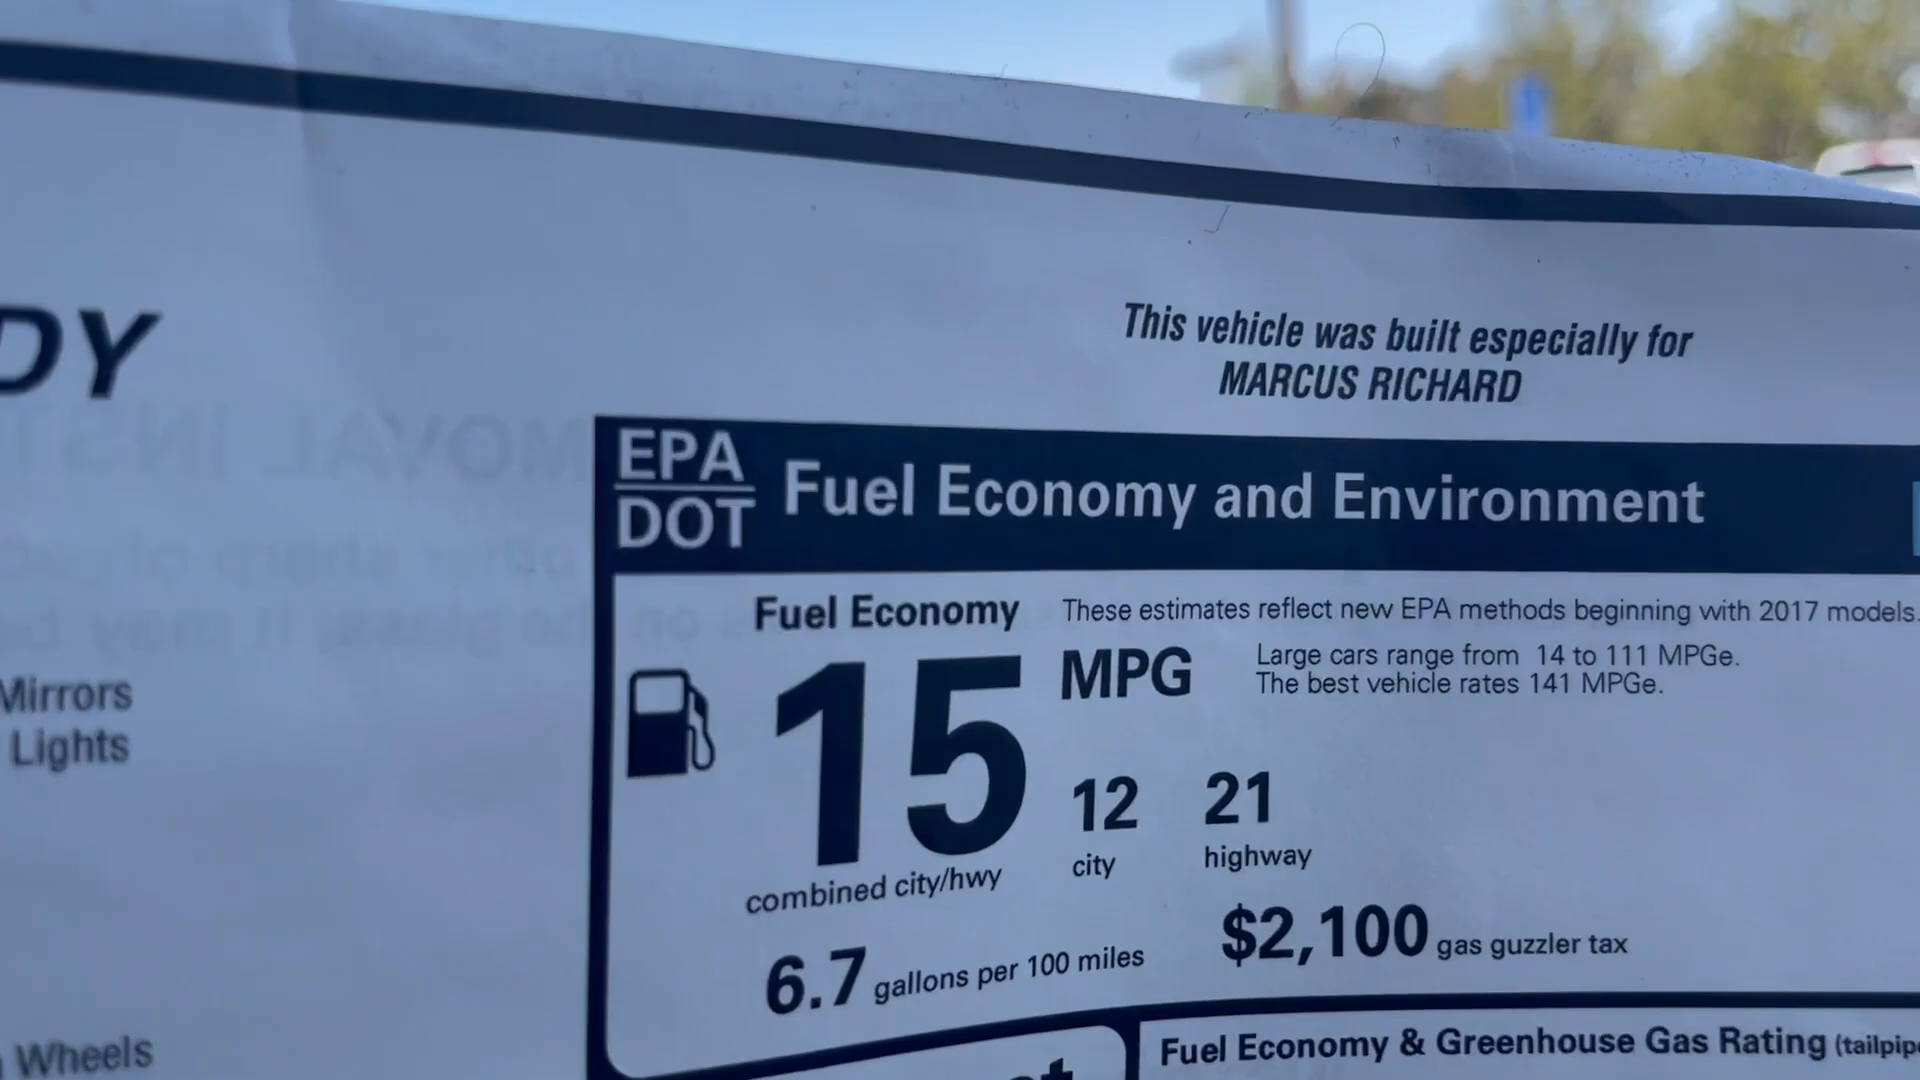 DY
This vehicle was built especially for
MARCUS RICHARD
EPA
DOT
Fuel Economy and Environment
Fuel Economy
These estimates reflect new EPA methods beginning with 2017 models.
15
MPG
Large cars range from 14 to 111 MPGe.
The best vehicle rates 141 MPGe.
12
city
21
highway
combined city/hwy
6.7 gallons per 100 miles
$2,100 gas guzzler tax
Fuel Economy & Greenhouse Gas Rating (tailpipe
Mirrors
Lights
Wheels